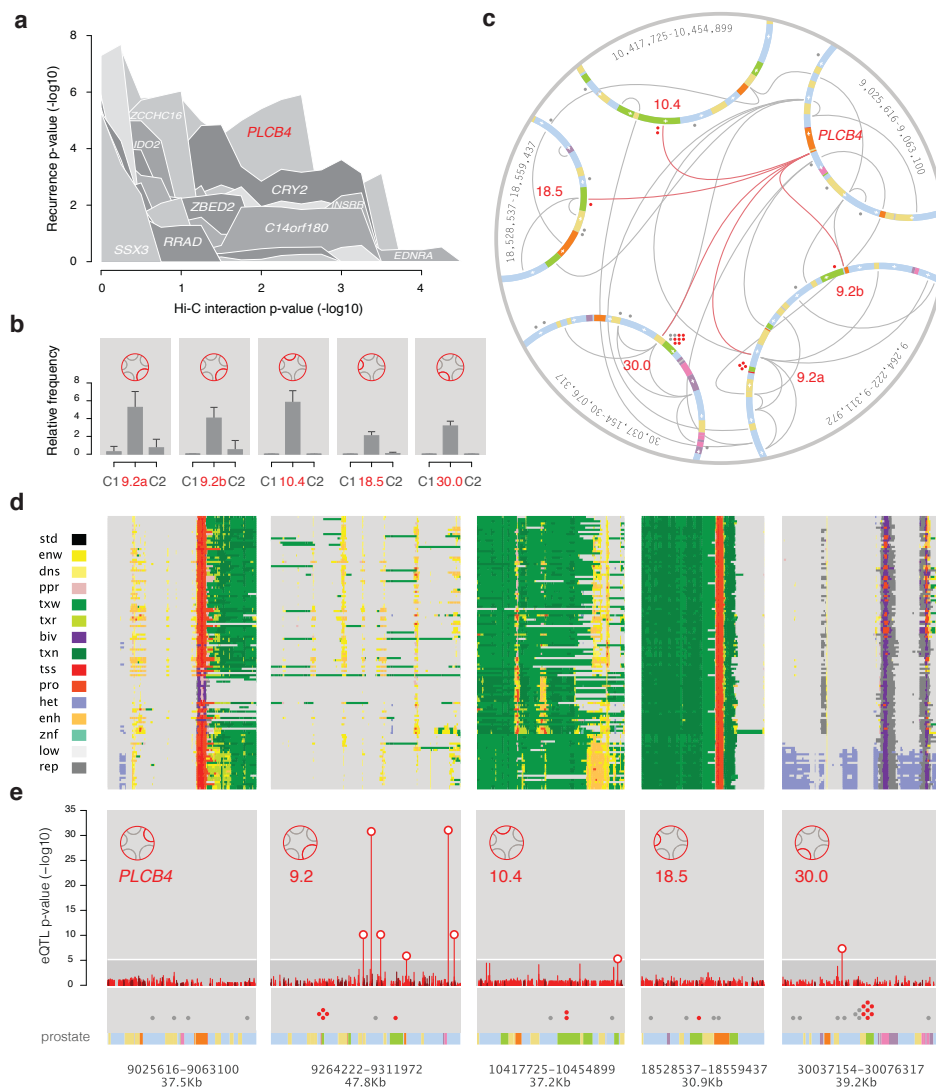 a
Recurrence p-value (-log10)
8
6
4
2
0
ZCCHC16
IDO2
PLCB4
CRY2
INSRR
ZBED2
C14orf180
SSX3
RRAD
EDNRA
0 1 2 3 4
Hi-C interaction p-value (-log10)
b
Relative frequency
8
6
4
2
0
C1 9.2a C2
C1 9.2b C2
C1 10.4 C2
C1 18.5 C2
C1 30.0 C2
c
10,417,725-10,454,899
9,025,616-9,063,100
18,528,537-18,559,437
9,264,222-9,311,972
30,037,154-30,076,317
10.4
PLCB4
18.5
9.2b
9.2a
30.0
d
std
enw
dns
ppr
txw
txr
biv
txn
tss
pro
het
enh
znf
low
rep
e
eQTL p-value (−log10)
35
30
25
20
15
10
5
0
PLCB4
9.2
10.4
18.5
30.0
prostate
9025616-9063100
37.5Kb
9264222-9311972
47.8Kb
10417725-10454899
37.2Kb
18528537-18559437
30.9Kb
30037154-30076317
39.2Kb